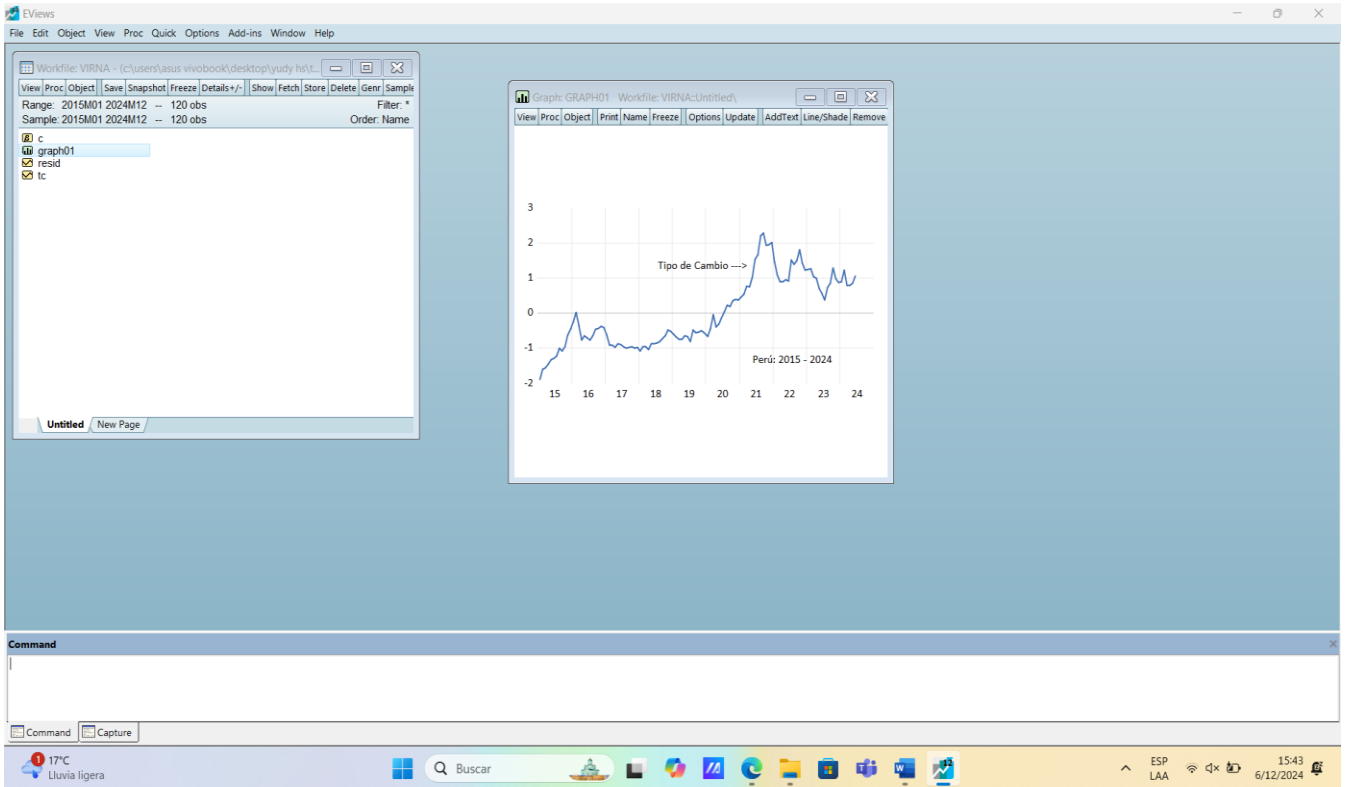 EViews
File Edit Object View Proc Quick Options Add-ins Window Help
Workfile: VIRNA - (c:\users\asus vivobook\desktop\yudy hs\t...
View Proc Object Save Snapshot Freeze Details+/- Show Fetch Store Delete Genr Sample
Range: 2015M01 2024M12 -- 120 obs Filter: *
Sample: 2015M01 2024M12 -- 120 obs Order: Name
c
graph01
resid
tc
Untitled New Page
Graph: GRAPH01 Workfile: VIRNA::Untitled\
View Proc Object Print Name Freeze Options Update AddText Line/Shade Remove
3
2
Tipo de Cambio --->
1
0
-1
Perú: 2015 - 2024
-2
15 16 17 18 19 20 21 22 23 24
Command
Command Capture
1
17°C
Lluvia ligera
Buscar
12
ESP
LAA
15:43
6/12/2024